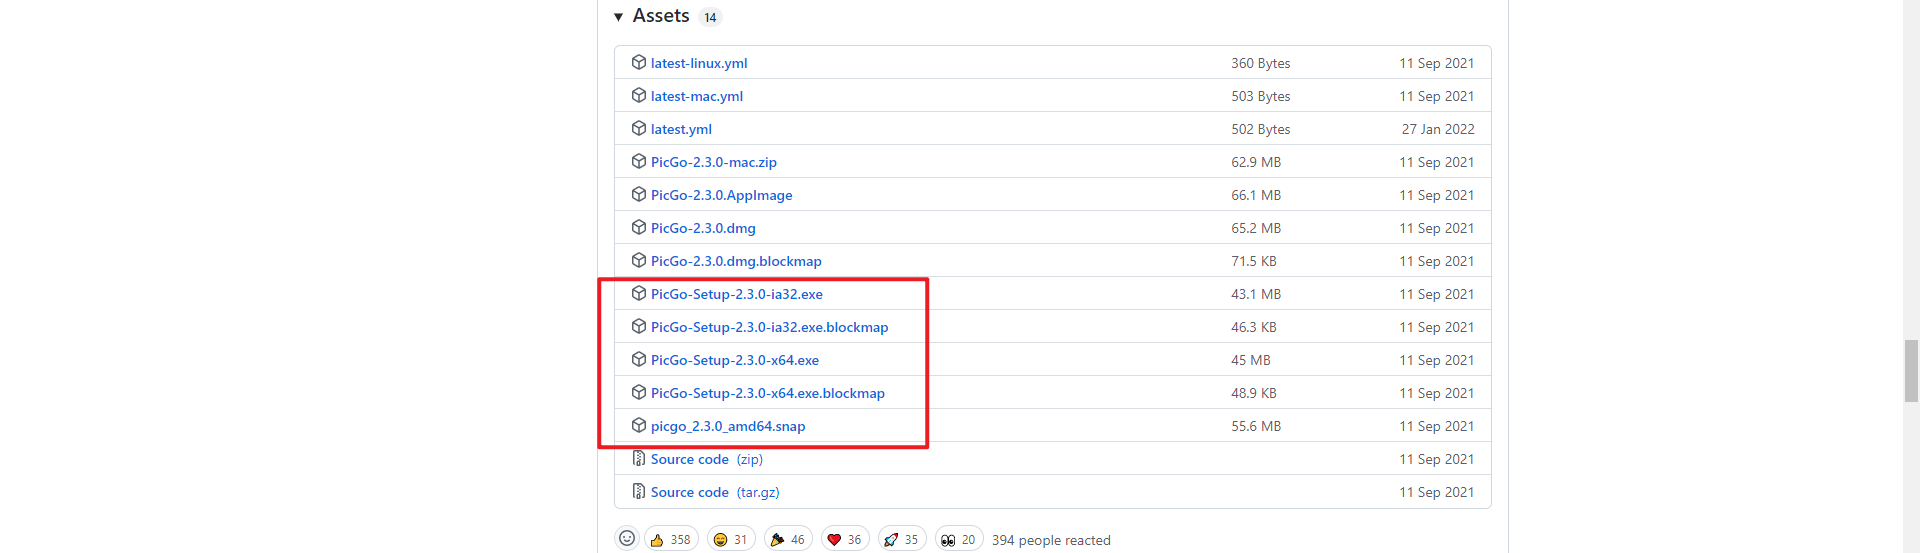 Assets 14
latest-linux.yml 360 Bytes 11 Sep 2021
latest-mac.yml 503 Bytes 11 Sep 2021
latest.yml 502 Bytes 27 Jan 2022
PicGo-2.3.0-mac.zip 62.9 MB 11 Sep 2021
PicGo-2.3.0.AppImage 66.1 MB 11 Sep 2021
PicGo-2.3.0.dmg 65.2 MB 11 Sep 2021
PicGo-2.3.0.dmg.blockmap 71.5 KB 11 Sep 2021
PicGo-Setup-2.3.0-ia32.exe 43.1 MB 11 Sep 2021
PicGo-Setup-2.3.0-ia32.exe.blockmap 46.3 KB 11 Sep 2021
PicGo-Setup-2.3.0-x64.exe 45 MB 11 Sep 2021
PicGo-Setup-2.3.0-x64.exe.blockmap 48.9 KB 11 Sep 2021
picgo_2.3.0_amd64.snap 55.6 MB 11 Sep 2021
Source code (zip) 11 Sep 2021
Source code (tar.gz) 11 Sep 2021
358 31 46 36 35 20 394 people reacted